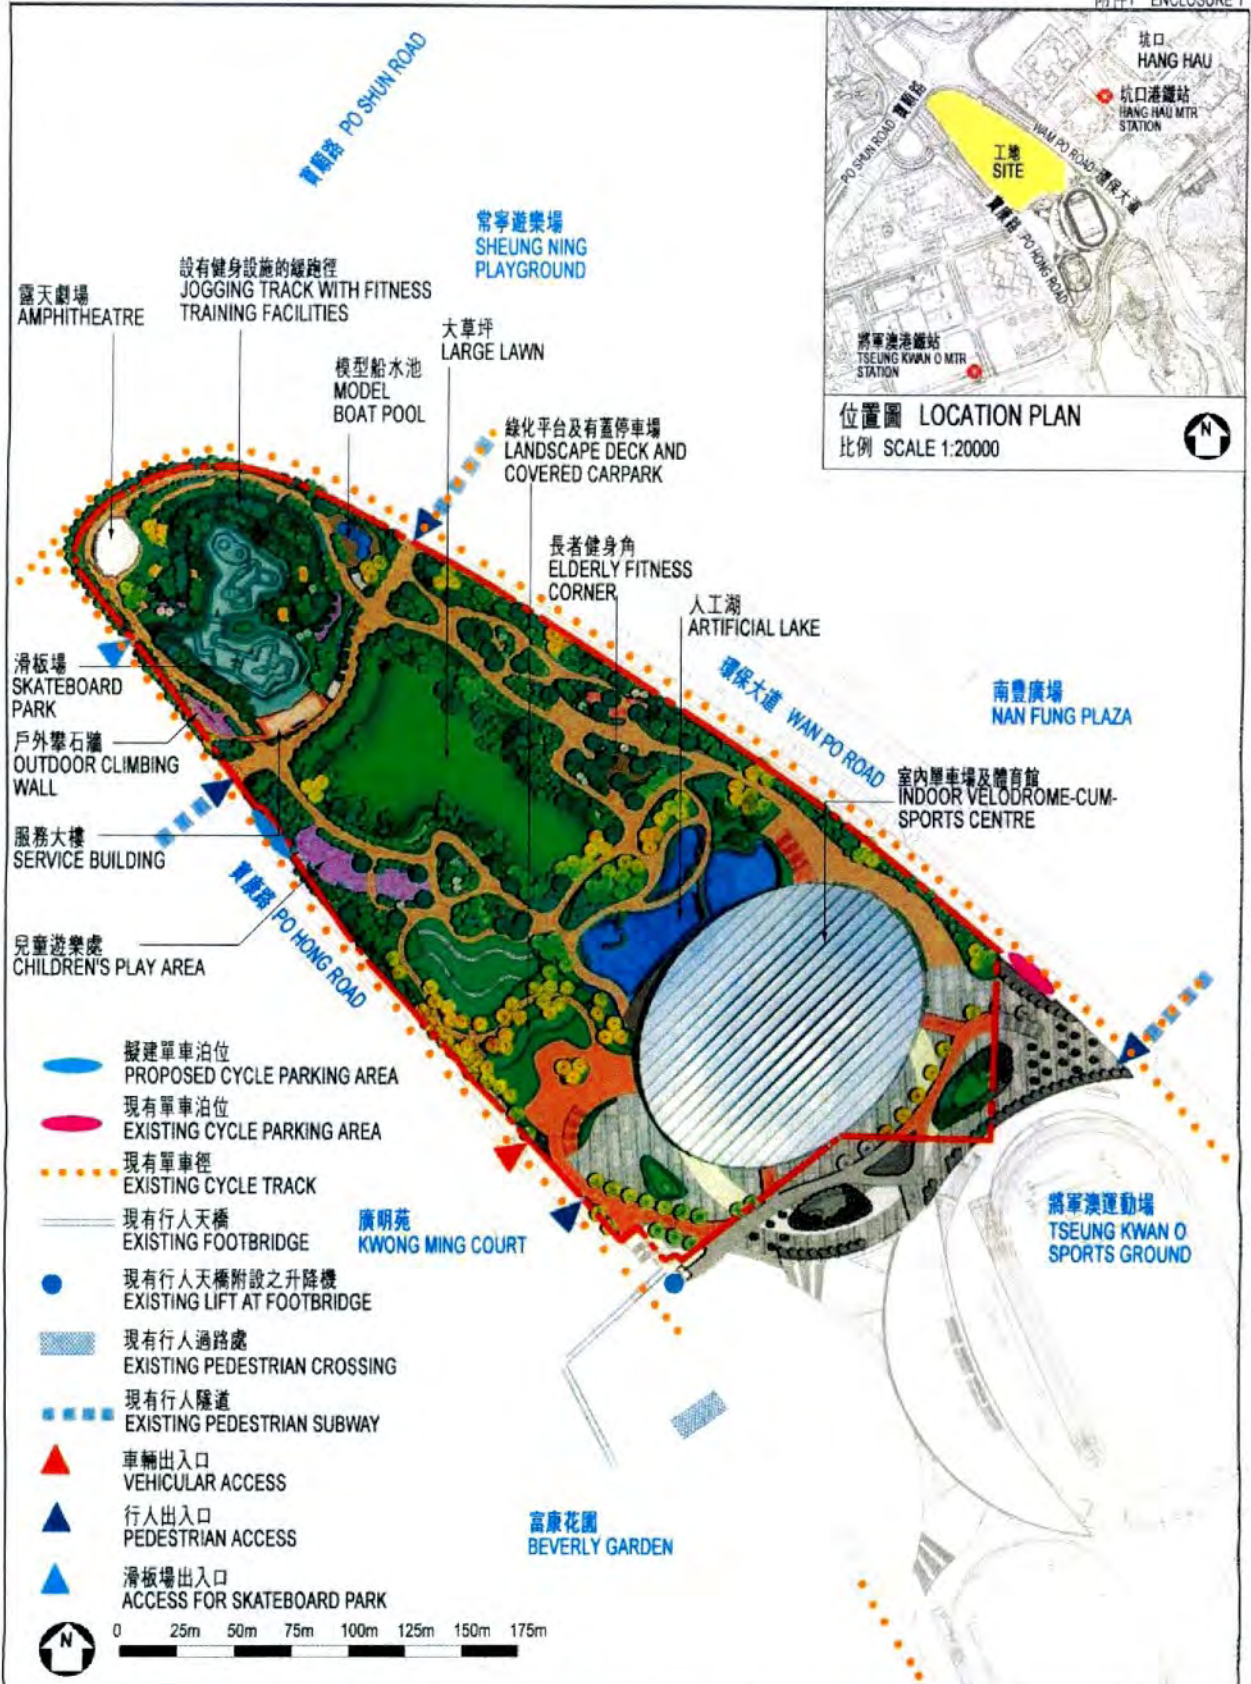 附件1 ENCLOSURE 1
寶順路 PO SHUN ROAD
常寧遊樂場
SHEUNG NING
PLAYGROUND
露天劇場
AMPHITHEATRE
設有健身設施的緩跑徑
JOGGING TRACK WITH FITNESS
TRAINING FACILITIES
模型船水池
MODEL
BOAT POOL
大草坪
LARGE LAWN
綠化平台及有蓋停車場
LANDSCAPE DECK AND
COVERED CARPARK
長者健身角
ELDERLY FITNESS
CORNER
人工湖
ARTIFICIAL LAKE
坑口
HANG HAU
坑口港鐵站
HANG HAU MTR
STATION
PO SHUN ROAD 寶順路
WAM PO ROAD 環保大道
工地
SITE
寶康路 PO HONG ROAD
將軍澳港鐵站
TSEUNG KWAN O MTR
STATION
位置圖 LOCATION PLAN
比例 SCALE 1:20000
N
環保大道 WAN PO ROAD
南豐廣場
NAN FUNG PLAZA
室內單車場及體育館
INDOOR VELODROME-CUM-
SPORTS CENTRE
滑板場
SKATEBOARD
PARK
戶外攀石牆
OUTDOOR CLIMBING
WALL
服務大樓
SERVICE BUILDING
寶康路 PO HONG ROAD
兒童遊樂處
CHILDREN'S PLAY AREA
擬建單車泊位
PROPOSED CYCLE PARKING AREA
現有單車泊位
EXISTING CYCLE PARKING AREA
現有單車徑
EXISTING CYCLE TRACK
現有行人天橋
EXISTING FOOTBRIDGE
現有行人天橋附設之升降機
EXISTING LIFT AT FOOTBRIDGE
現有行人過路處
EXISTING PEDESTRIAN CROSSING
現有行人隧道
EXISTING PEDESTRIAN SUBWAY
車輛出入口
VEHICULAR ACCESS
行人出入口
PEDESTRIAN ACCESS
滑板場出入口
ACCESS FOR SKATEBOARD PARK
廣明苑
KWONG MING COURT
將軍澳運動場
TSEUNG KWAN O
SPORTS GROUND
富康花園
BEVERLY GARDEN
N
0 25m 50m 75m 100m 125m 150m 175m